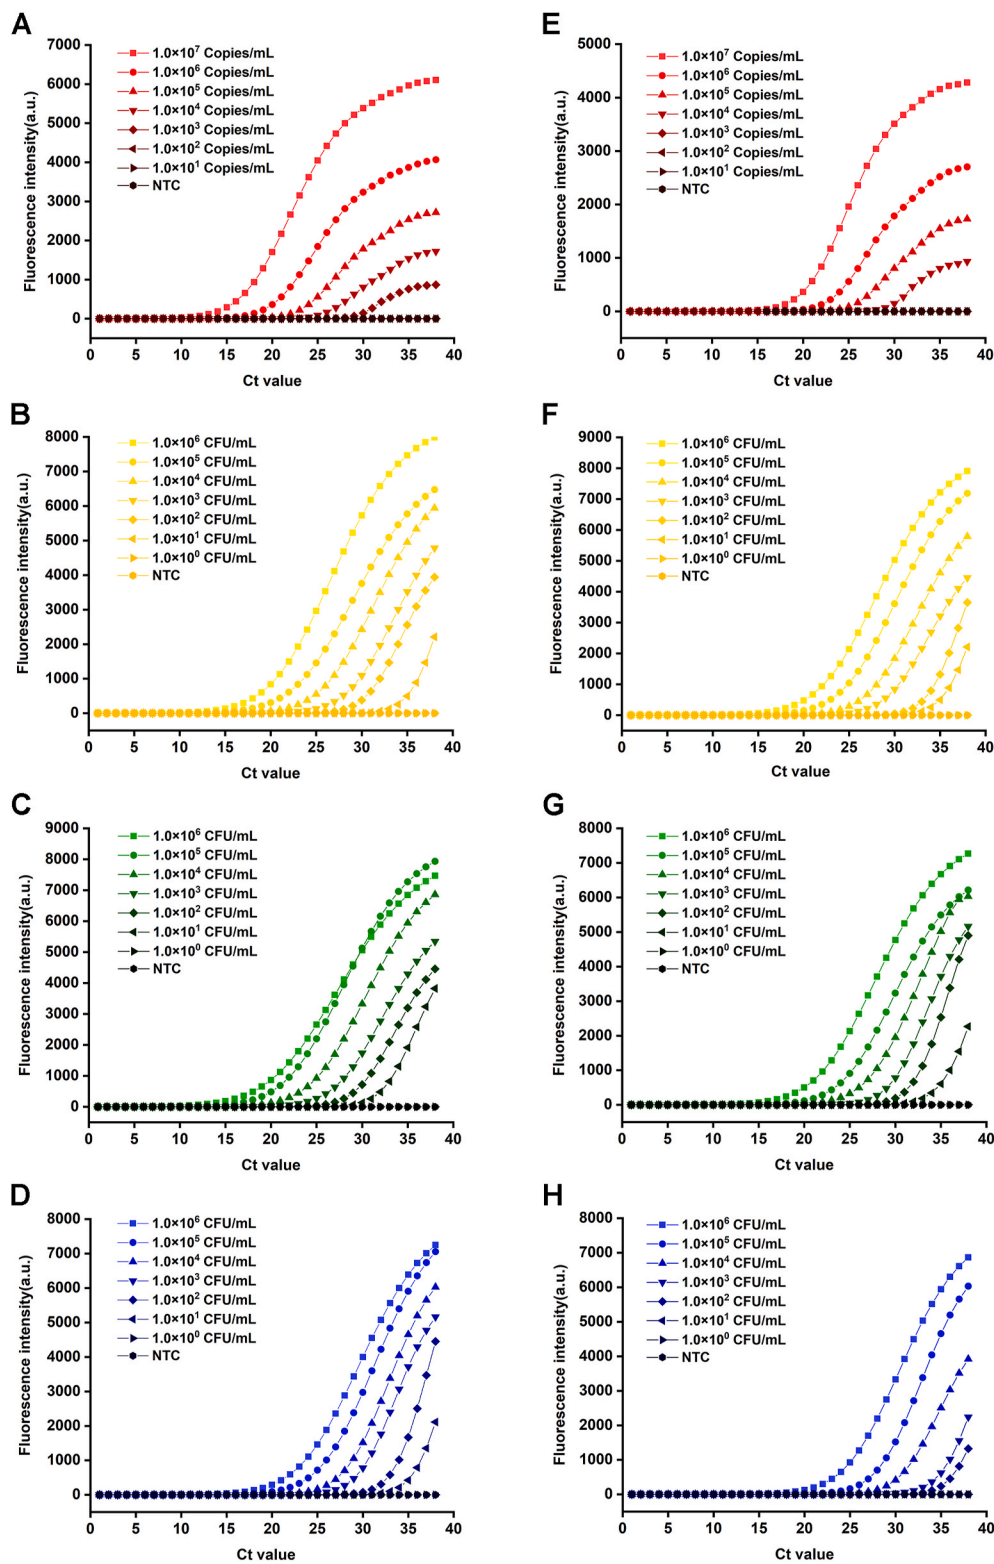 A
7000
6000
5000
4000
3000
2000
1000
0
Fluorescence intensity(a.u.)
1.0×10⁷ Copies/mL
1.0×10⁶ Copies/mL
1.0×10⁵ Copies/mL
1.0×10⁴ Copies/mL
1.0×10³ Copies/mL
1.0×10² Copies/mL
1.0×10¹ Copies/mL
NTC
0 5 10 15 20 25 30 35 40
Ct value
E
5000
4000
3000
2000
1000
0
Fluorescence intensity(a.u.)
1.0×10⁷ Copies/mL
1.0×10⁶ Copies/mL
1.0×10⁵ Copies/mL
1.0×10⁴ Copies/mL
1.0×10³ Copies/mL
1.0×10² Copies/mL
1.0×10¹ Copies/mL
NTC
0 5 10 15 20 25 30 35 40
Ct value
B
8000
7000
6000
5000
4000
3000
2000
1000
0
Fluorescence intensity(a.u.)
1.0×10⁶ CFU/mL
1.0×10⁵ CFU/mL
1.0×10⁴ CFU/mL
1.0×10³ CFU/mL
1.0×10² CFU/mL
1.0×10¹ CFU/mL
1.0×10⁰ CFU/mL
NTC
0 5 10 15 20 25 30 35 40
Ct value
F
9000
8000
7000
6000
5000
4000
3000
2000
1000
0
Fluorescence intensity(a.u.)
1.0×10⁶ CFU/mL
1.0×10⁵ CFU/mL
1.0×10⁴ CFU/mL
1.0×10³ CFU/mL
1.0×10² CFU/mL
1.0×10¹ CFU/mL
1.0×10⁰ CFU/mL
NTC
0 5 10 15 20 25 30 35 40
Ct value
C
9000
8000
7000
6000
5000
4000
3000
2000
1000
0
Fluorescence intensity(a.u.)
1.0×10⁶ CFU/mL
1.0×10⁵ CFU/mL
1.0×10⁴ CFU/mL
1.0×10³ CFU/mL
1.0×10² CFU/mL
1.0×10¹ CFU/mL
1.0×10⁰ CFU/mL
NTC
0 5 10 15 20 25 30 35 40
Ct value
G
8000
7000
6000
5000
4000
3000
2000
1000
0
Fluorescence intensity(a.u.)
1.0×10⁶ CFU/mL
1.0×10⁵ CFU/mL
1.0×10⁴ CFU/mL
1.0×10³ CFU/mL
1.0×10² CFU/mL
1.0×10¹ CFU/mL
1.0×10⁰ CFU/mL
NTC
0 5 10 15 20 25 30 35 40
Ct value
D
8000
7000
6000
5000
4000
3000
2000
1000
0
Fluorescence intensity(a.u.)
1.0×10⁶ CFU/mL
1.0×10⁵ CFU/mL
1.0×10⁴ CFU/mL
1.0×10³ CFU/mL
1.0×10² CFU/mL
1.0×10¹ CFU/mL
1.0×10⁰ CFU/mL
NTC
0 5 10 15 20 25 30 35 40
Ct value
H
8000
7000
6000
5000
4000
3000
2000
1000
0
Fluorescence intensity(a.u.)
1.0×10⁶ CFU/mL
1.0×10⁵ CFU/mL
1.0×10⁴ CFU/mL
1.0×10³ CFU/mL
1.0×10² CFU/mL
1.0×10¹ CFU/mL
1.0×10⁰ CFU/mL
NTC
0 5 10 15 20 25 30 35 40
Ct value